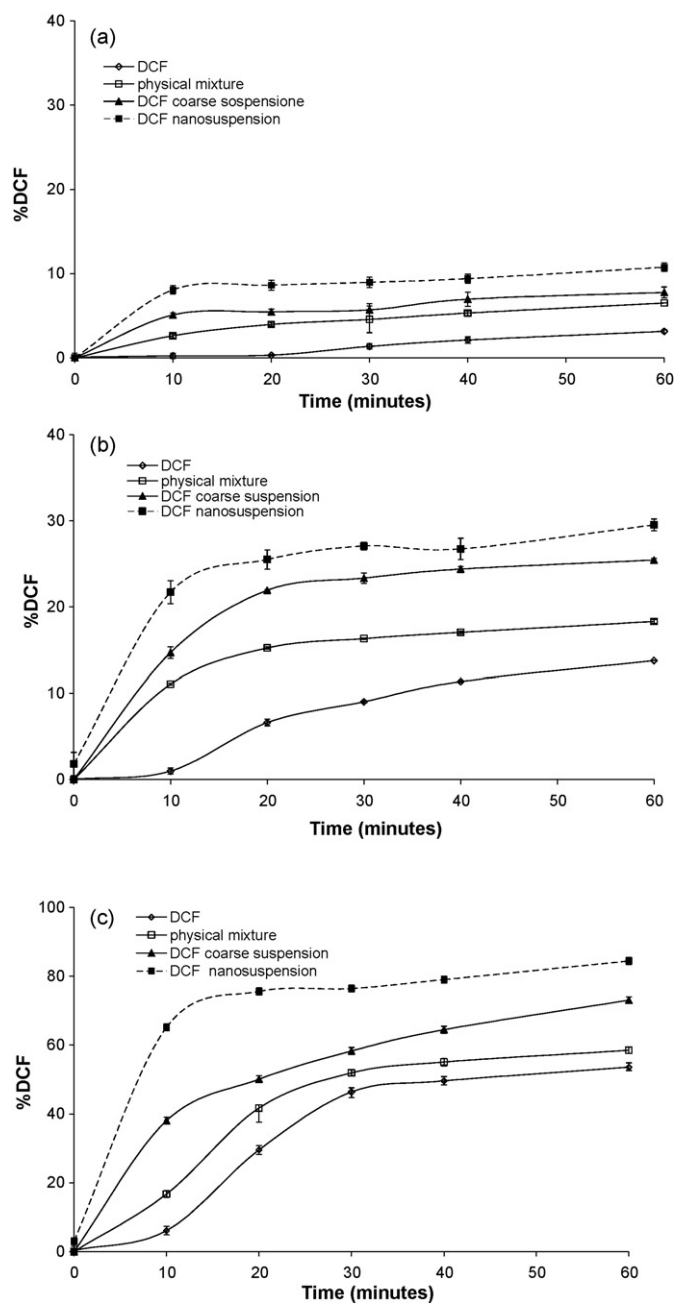 (a)
40
30
20
10
0
%DCF
DCF
physical mixture
DCF coarse sospensione
DCF nanosuspension
0 10 20 30 40 50 60
Time (minutes)
(b)
40
30
20
10
0
%DCF
DCF
physical mixture
DCF coarse suspension
DCF nanosuspension
0 10 20 30 40 50 60
Time (minutes)
(c)
100
80
60
40
20
0
%DCF
DCF
physical mixture
DCF coarse suspension
DCF nanosuspension
0 10 20 30 40 50 60
Time (minutes)